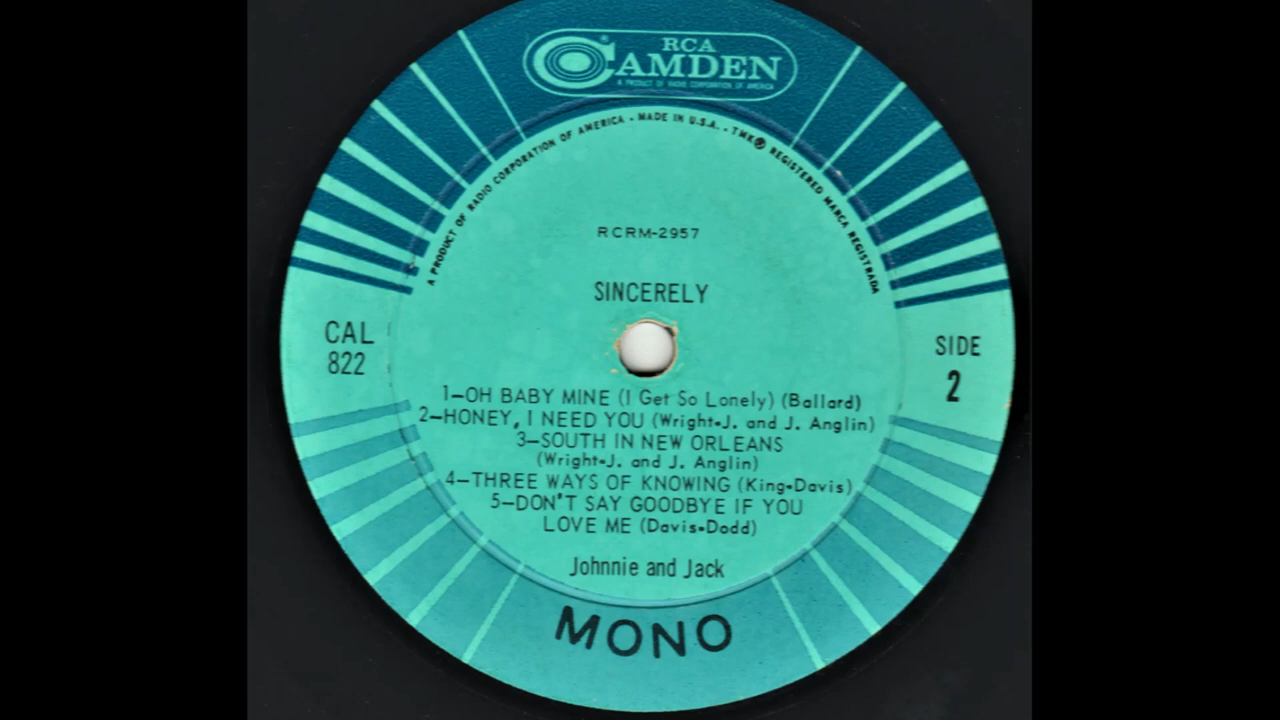 RCA
CAMDEN
®
A PRODUCT OF RADIO CORPORATION OF AMERICA
A PRODUCT OF RADIO CORPORATION OF AMERICA - MADE IN U.S.A. - TMK® REGISTERED MARCA REGISTRADA
RCRM-2957
SINCERELY
CAL
822
SIDE
2
1—OH BABY MINE (I Get So Lonely) (Ballard)
2—HONEY, I NEED YOU (Wright-J. and J. Anglin)
3—SOUTH IN NEW ORLEANS
(Wright-J. and J. Anglin)
4—THREE WAYS OF KNOWING (King-Davis)
5—DON'T SAY GOODBYE IF YOU
LOVE ME (Davis-Dodd)
Johnnie and Jack
MONO